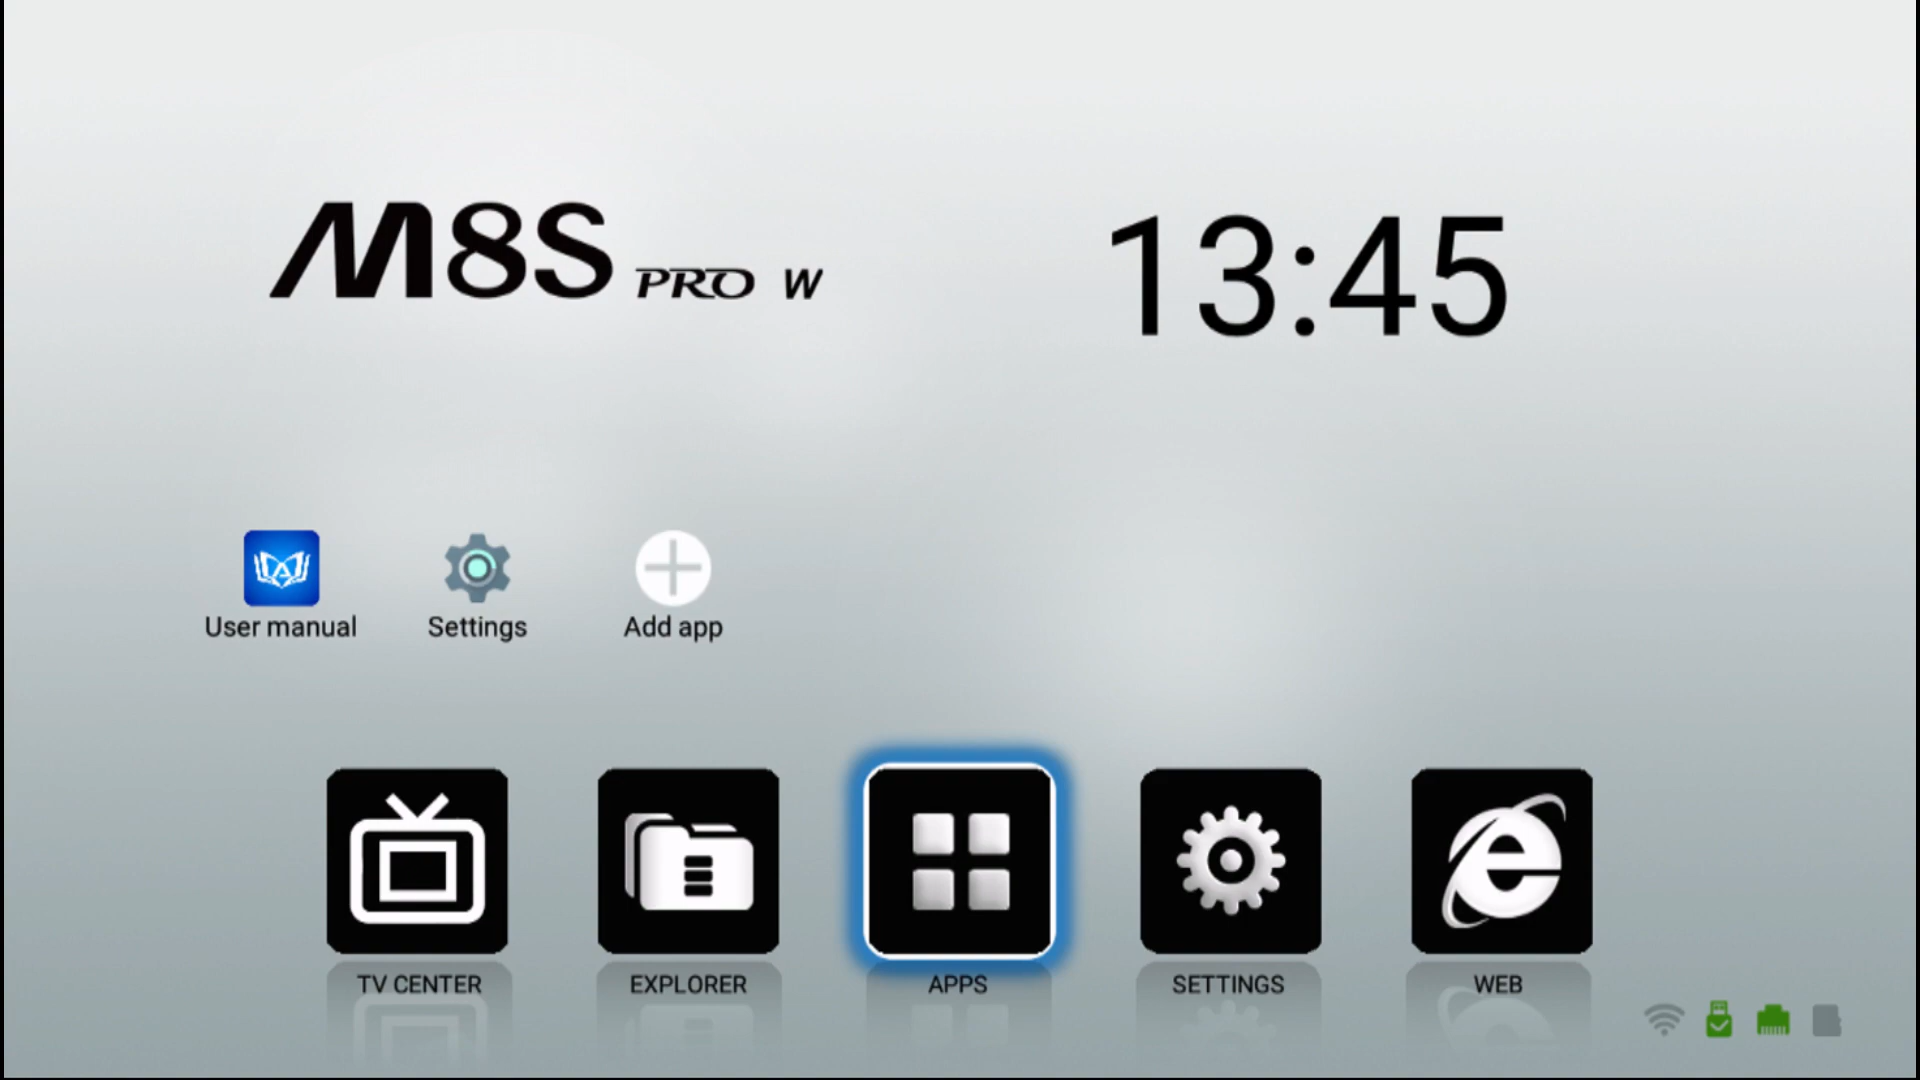 M8S PRO W
13:45
User manual
Settings
Add app
TV CENTER
EXPLORER
APPS
SETTINGS
WEB